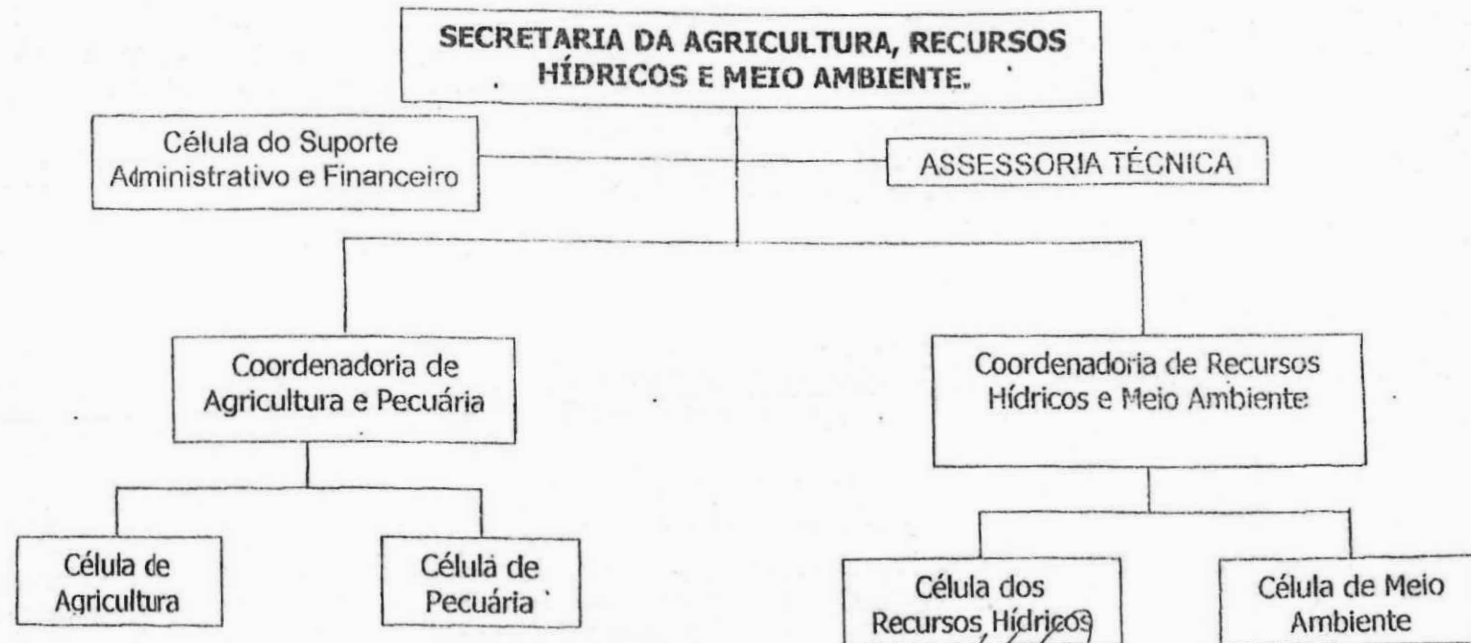 SECRETARIA DA AGRICULTURA, RECURSOS
HÍDRICOS E MEIO AMBIENTE.
Célula do Suporte
Administrativo e Financeiro
ASSESSORIA TÉCNICA
Coordenadoria de
Agricultura e Pecuária
Coordenadoria de Recursos
Hídricos e Meio Ambiente
Célula de
Agricultura
Célula de
Pecuária
Célula dos
Recursos Hídricos
Célula de Meio
Ambiente